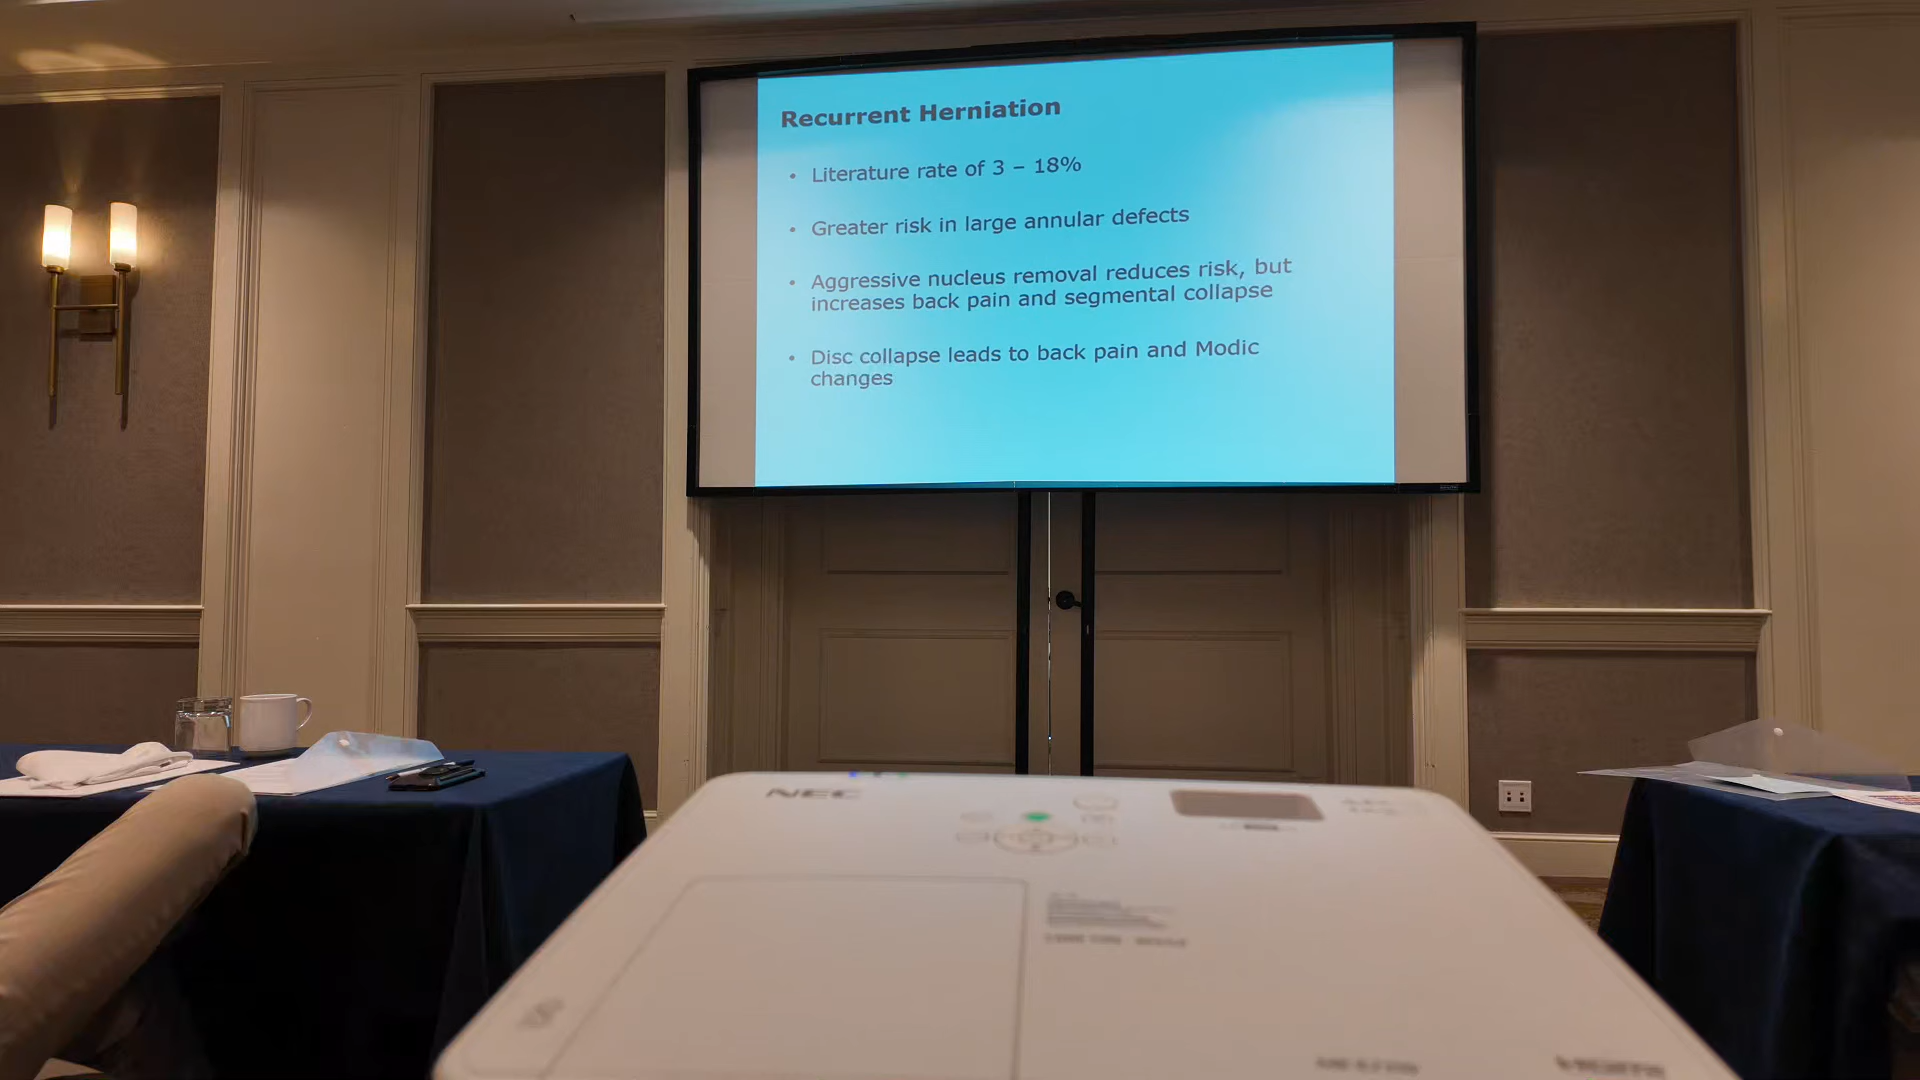 Recurrent Herniation
• Literature rate of 3 – 18%
• Greater risk in large annular defects
• Aggressive nucleus removal reduces risk, but
increases back pain and segmental collapse
• Disc collapse leads to back pain and Modic
changes
NEC